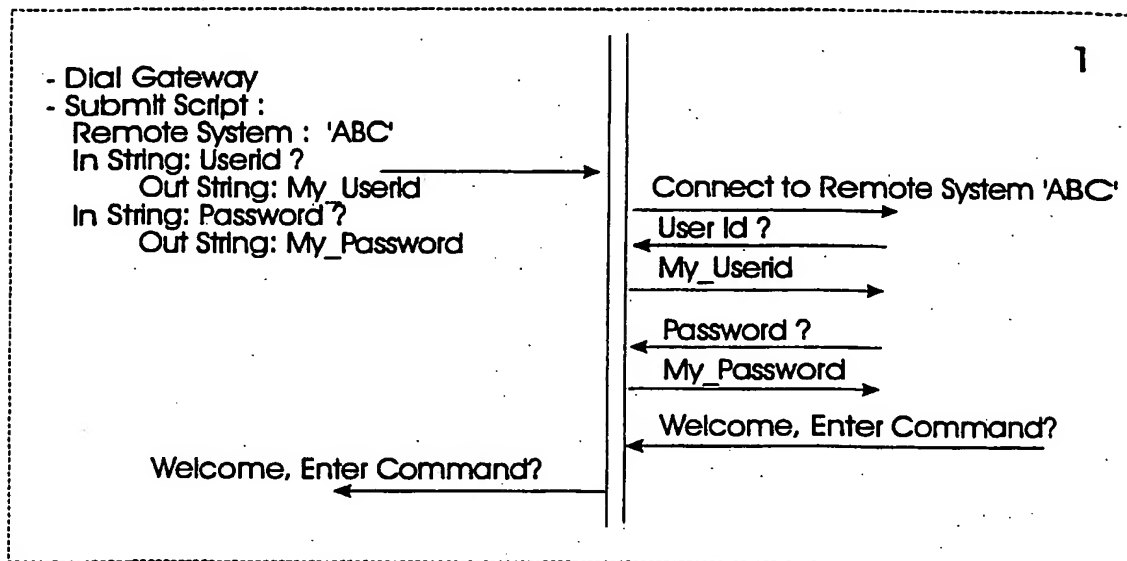 1
- Dial Gateway
- Submit Script :
Remote System : 'ABC'
In String: Userid ?
Out String: My_Userid
In String: Password ?
Out String: My_Password
Connect to Remote System 'ABC'
User Id ?
My_Userid
Password ?
My_Password
Welcome, Enter Command?
Welcome, Enter Command?